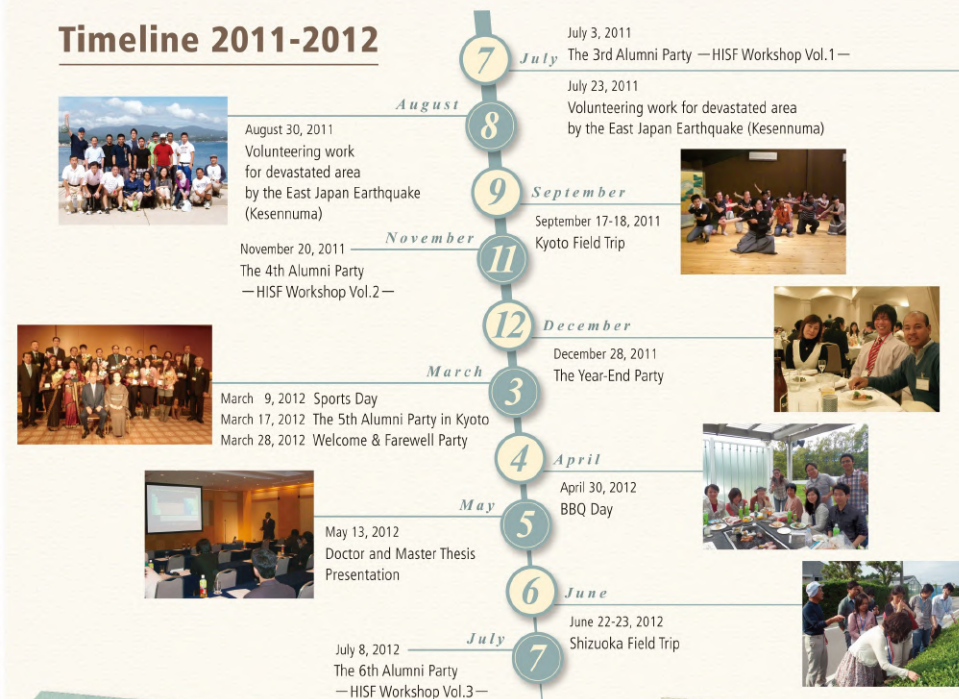 Timeline 2011-2012
7
July
July 3, 2011
The 3rd Alumni Party —HISF Workshop Vol.1—
July 23, 2011
Volunteering work for devastated area
by the East Japan Earthquake (Kesennuma)
August
8
August 30, 2011
Volunteering work
for devastated area
by the East Japan Earthquake
(Kesennuma)
9
September
September 17-18, 2011
Kyoto Field Trip
November
11
November 20, 2011
The 4th Alumni Party
—HISF Workshop Vol.2—
12
December
December 28, 2011
The Year-End Party
March
3
March 9, 2012 Sports Day
March 17, 2012 The 5th Alumni Party in Kyoto
March 28, 2012 Welcome & Farewell Party
4
April
April 30, 2012
BBQ Day
May
5
May 13, 2012
Doctor and Master Thesis
Presentation
6
June
June 22-23, 2012
Shizuoka Field Trip
July
7
July 8, 2012
The 6th Alumni Party
—HISF Workshop Vol.3—